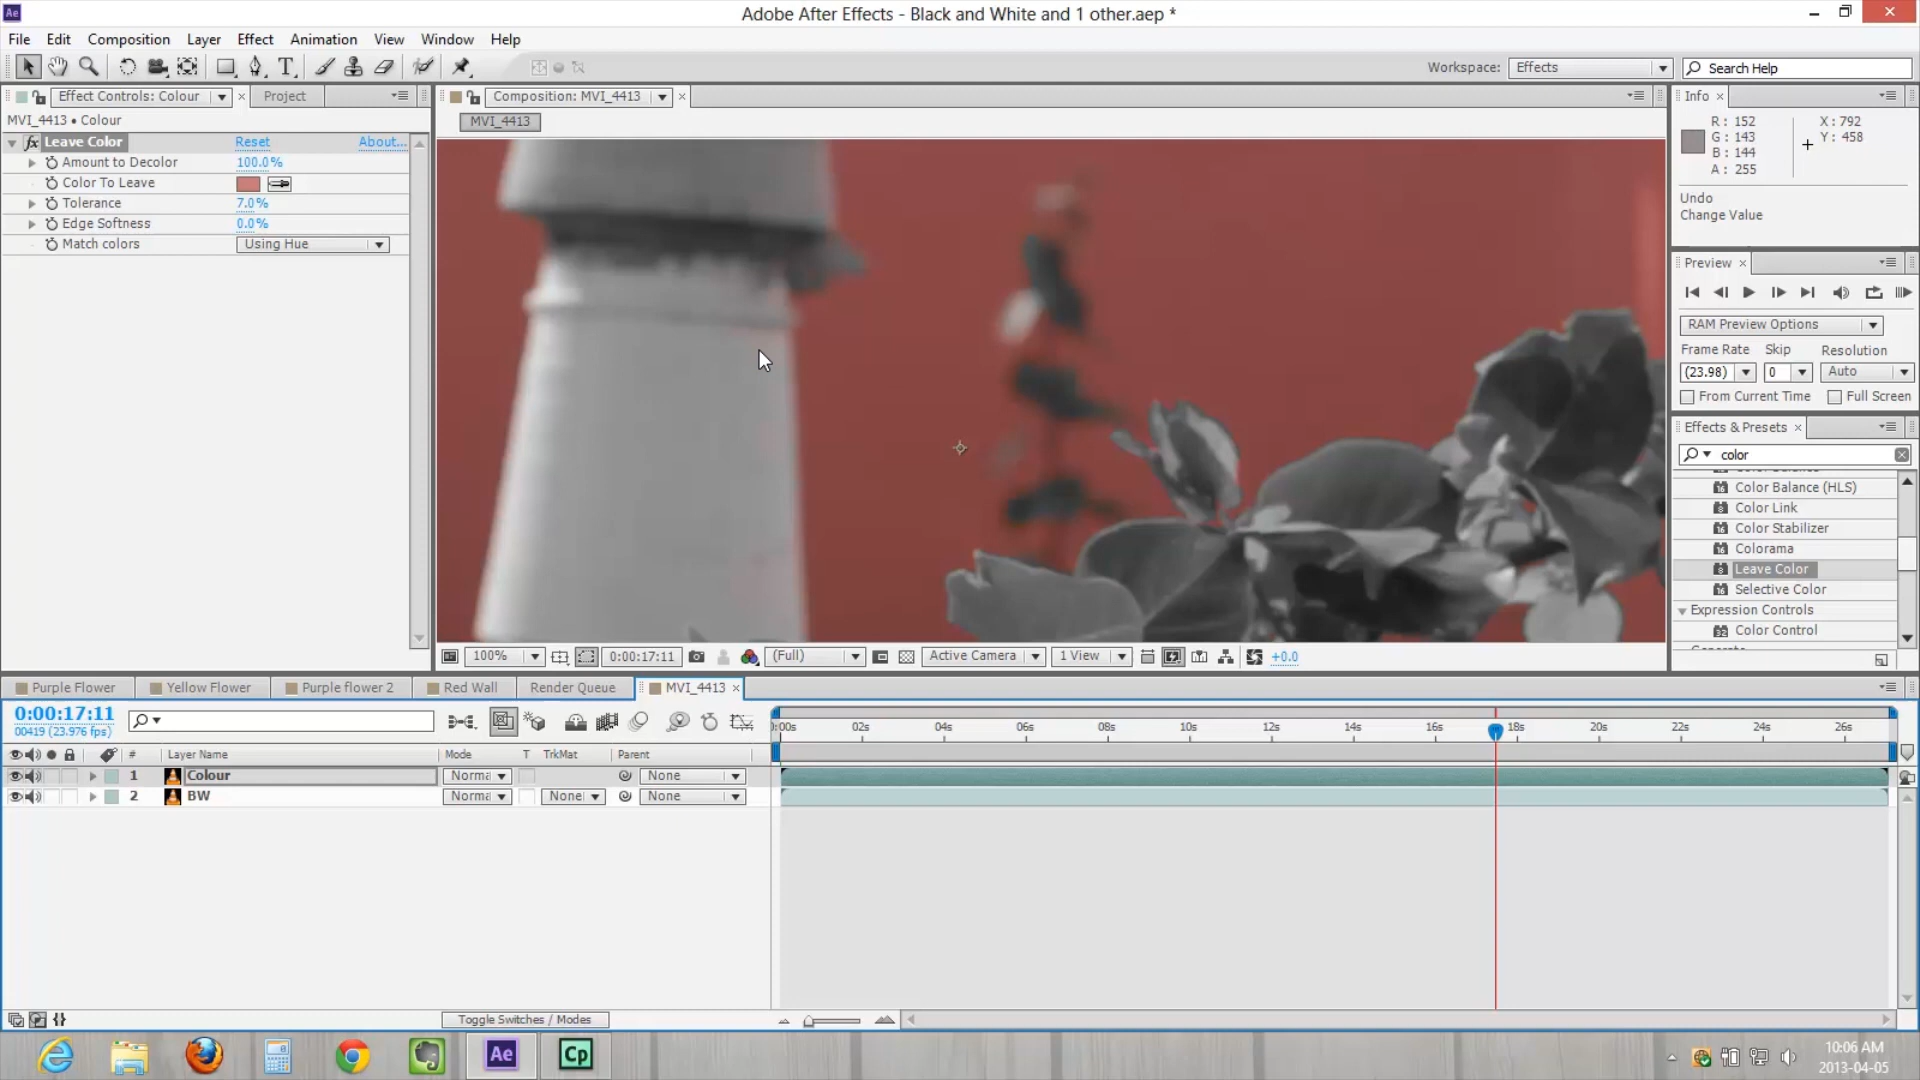 Ae
Adobe After Effects - Black and White and 1 other.aep *
File Edit Composition Layer Effect Animation View Window Help
Workspace: Effects
Search Help
Effect Controls: Colour
Project
MVI_4413 • Colour
fx Leave Color Reset About...
Amount to Decolor 100.0%
Color To Leave
Tolerance 7.0%
Edge Softness 0.0%
Match colors Using Hue
Composition: MVI_4413
MVI_4413
100% 0:00:17:11 (Full) Active Camera 1 View +0.0
Info
R: 152 X: 792
G: 143 Y: 458
B: 144
A: 255
Undo
Change Value
Preview
RAM Preview Options
Frame Rate Skip Resolution
(23.98) 0 Auto
From Current Time Full Screen
Effects & Presets
color
Color Balance (HLS)
Color Link
Color Stabilizer
Colorama
Leave Color
Selective Color
Expression Controls
Color Control
Purple Flower Yellow Flower Purple flower 2 Red Wall Render Queue MVI_4413
0:00:17:11
00419 (23.976 fps)
:00s 02s 04s 06s 08s 10s 12s 14s 16s 18s 20s 22s 24s 26s
# Layer Name Mode T TrkMat Parent
1 Colour Norma None
2 BW Norma None None
Toggle Switches / Modes
Ae Cp
10:06 AM
2013-04-05